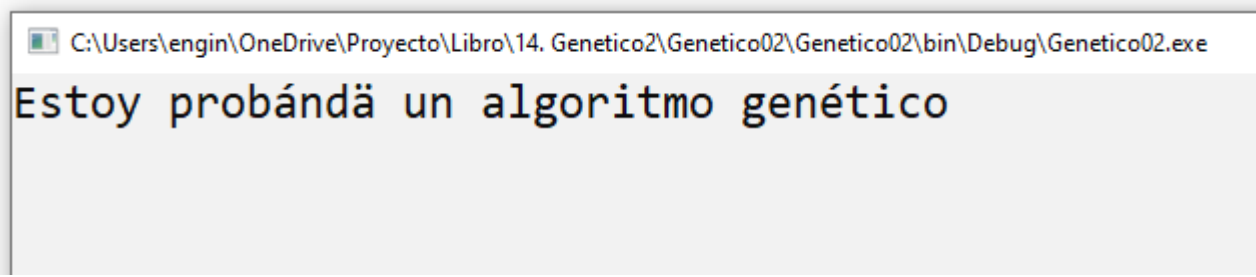 C:\Users\engin\OneDrive\Proyecto\Libro\14. Genetico2\Genetico02\Genetico02\bin\Debug\Genetico02.exe
Estoy probándä un algoritmo genético